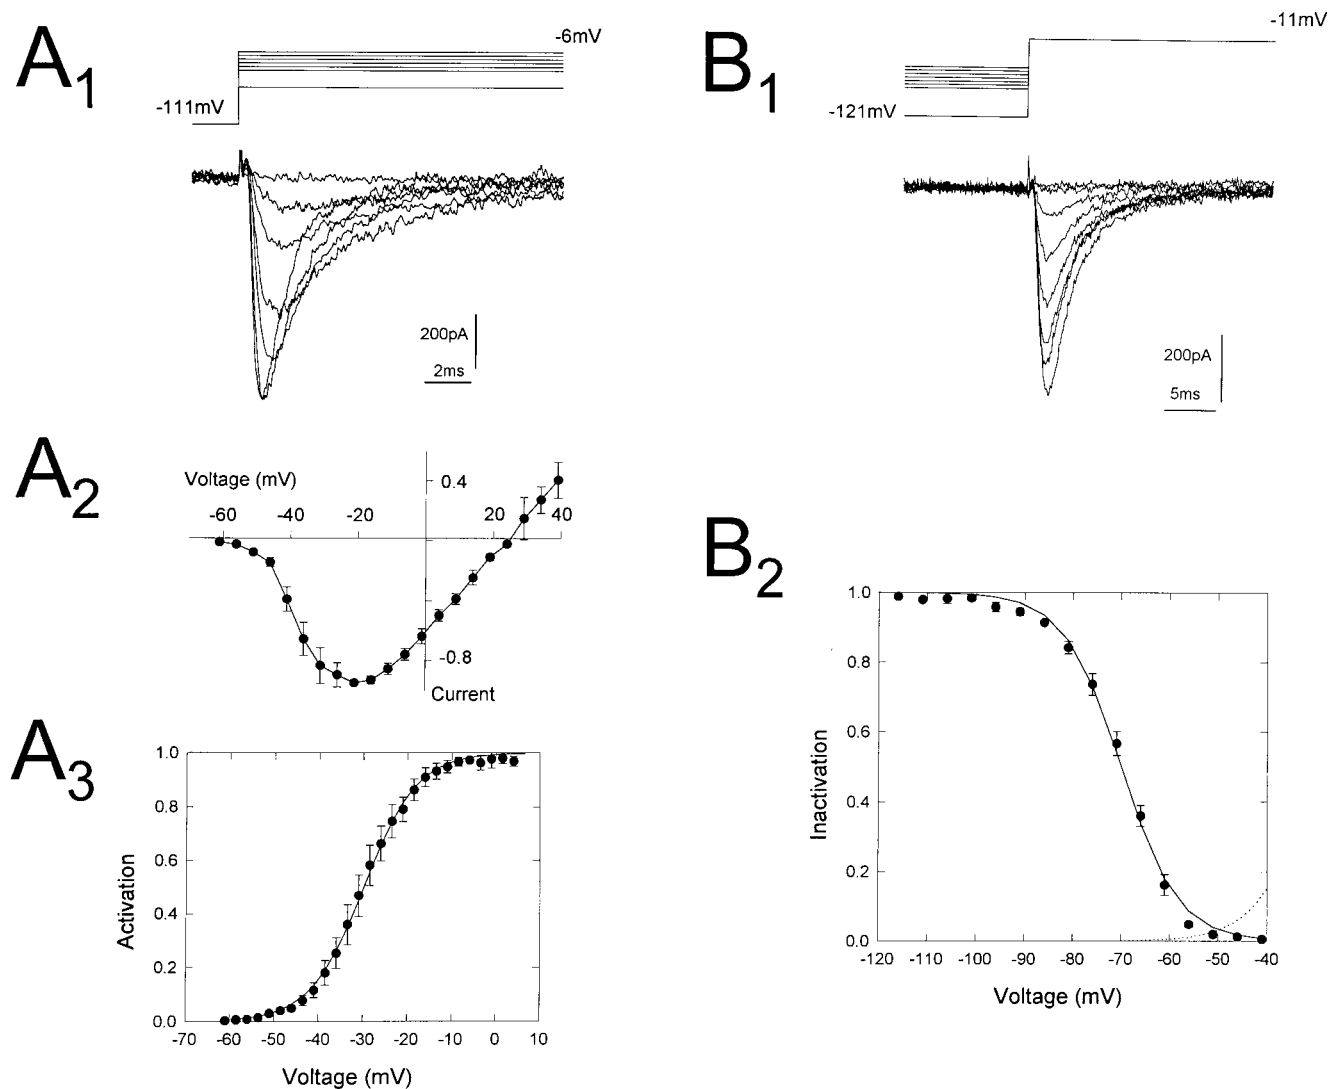 A1
-6mV
-111mV
200pA
2ms
B1
-11mV
-121mV
200pA
5ms
A2
Voltage (mV)
0.4
-60 -40 -20 20 40
-0.8
Current
A3
1.0
0.8
0.6
0.4
0.2
0.0
Activation
-70 -60 -50 -40 -30 -20 -10 0 10
Voltage (mV)
B2
1.0
0.8
0.6
0.4
0.2
0.0
Inactivation
-120 -110 -100 -90 -80 -70 -60 -50 -40
Voltage (mV)